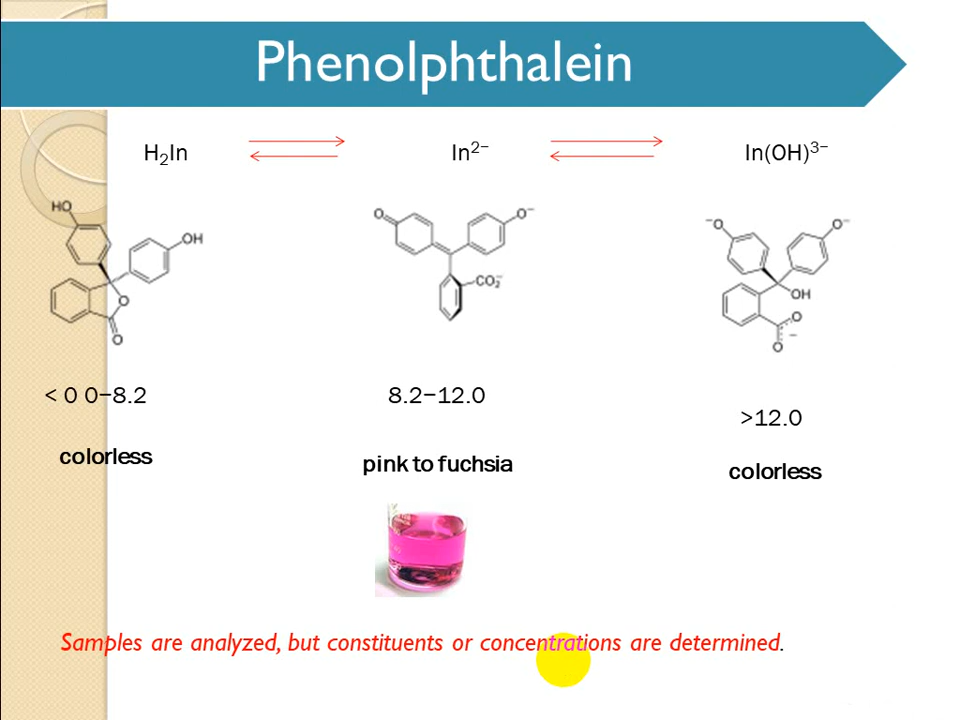 Phenolphthalein
H₂In In²⁻ In(OH)³⁻
HO OH O O
O⁻ O CO₂⁻
⁻O O⁻ OH O O ⁻
< 0 0−8.2 8.2−12.0 >12.0
colorless pink to fuchsia colorless
Samples are analyzed, but constituents or concentrations are determined.